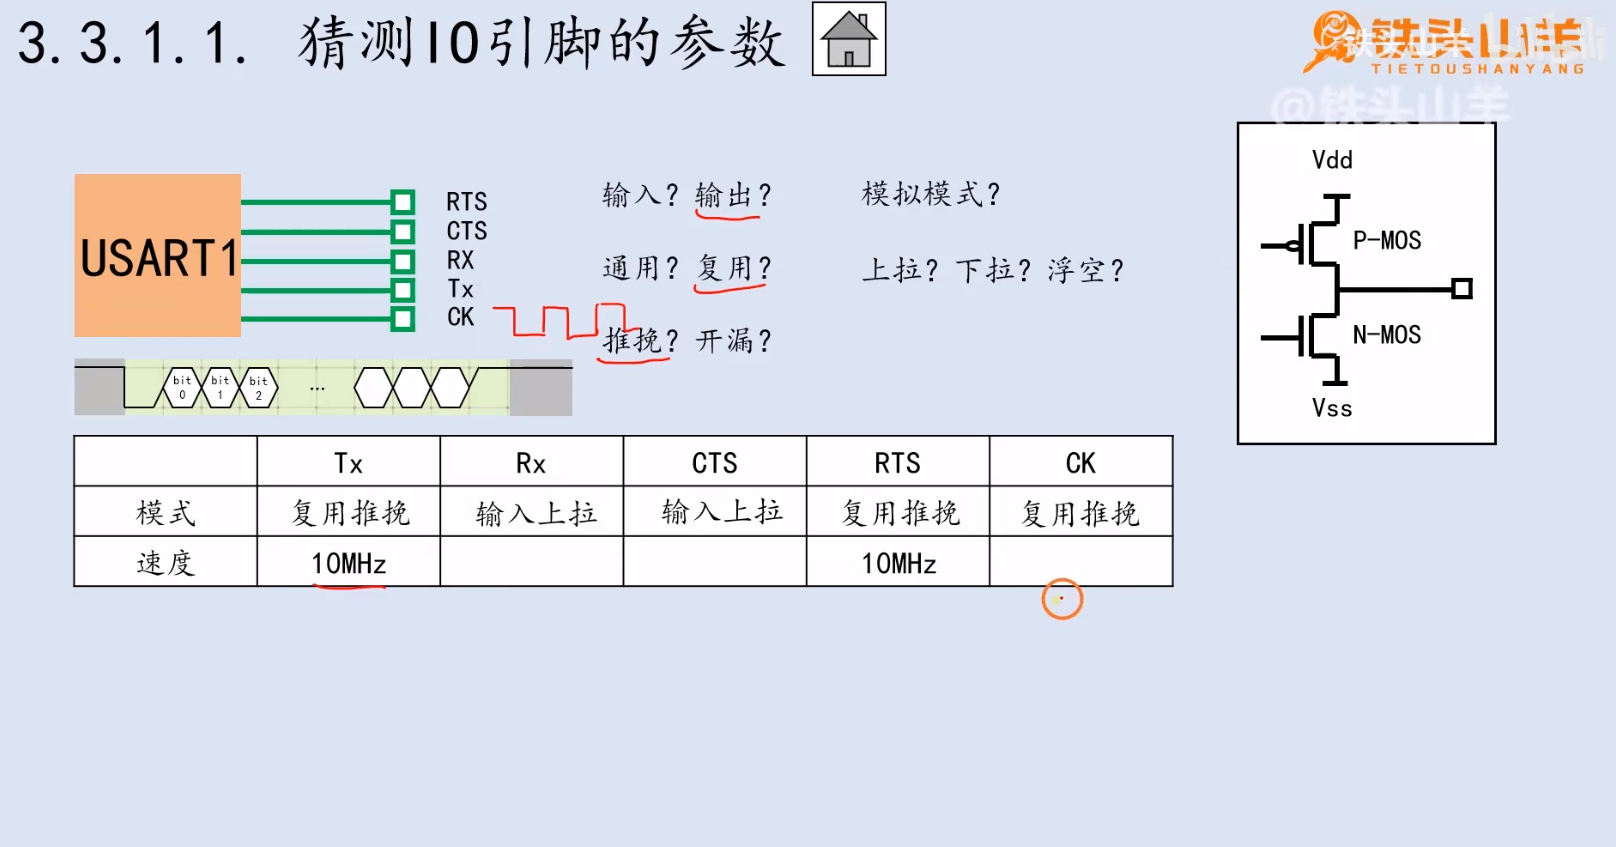 3.3.1.1. 猜测IO引脚的参数
铁头山羊
TIETOUSHANYANG
@铁头山羊
USART1
RTS
CTS
RX
Tx
CK
输入? 输出? 模拟模式?
通用? 复用? 上拉? 下拉? 浮空?
推挽? 开漏?
Vdd
P-MOS
N-MOS
Vss
bit 0 bit 1 bit 2 ...
Tx Rx CTS RTS CK
模式 复用推挽 输入上拉 输入上拉 复用推挽 复用推挽
速度 10MHz 10MHz